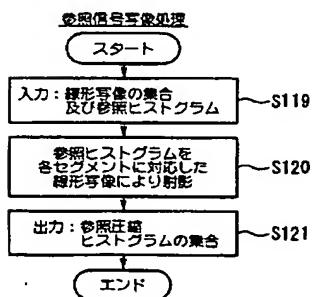 参照信号写像処理
スタート
入力：線形写像の集合
及び参照ヒストグラム
S119
参照ヒストグラムを
各セグメントに対応した
線形写像により射影
S120
出力：参照圧縮
ヒストグラムの集合
S121
エンド